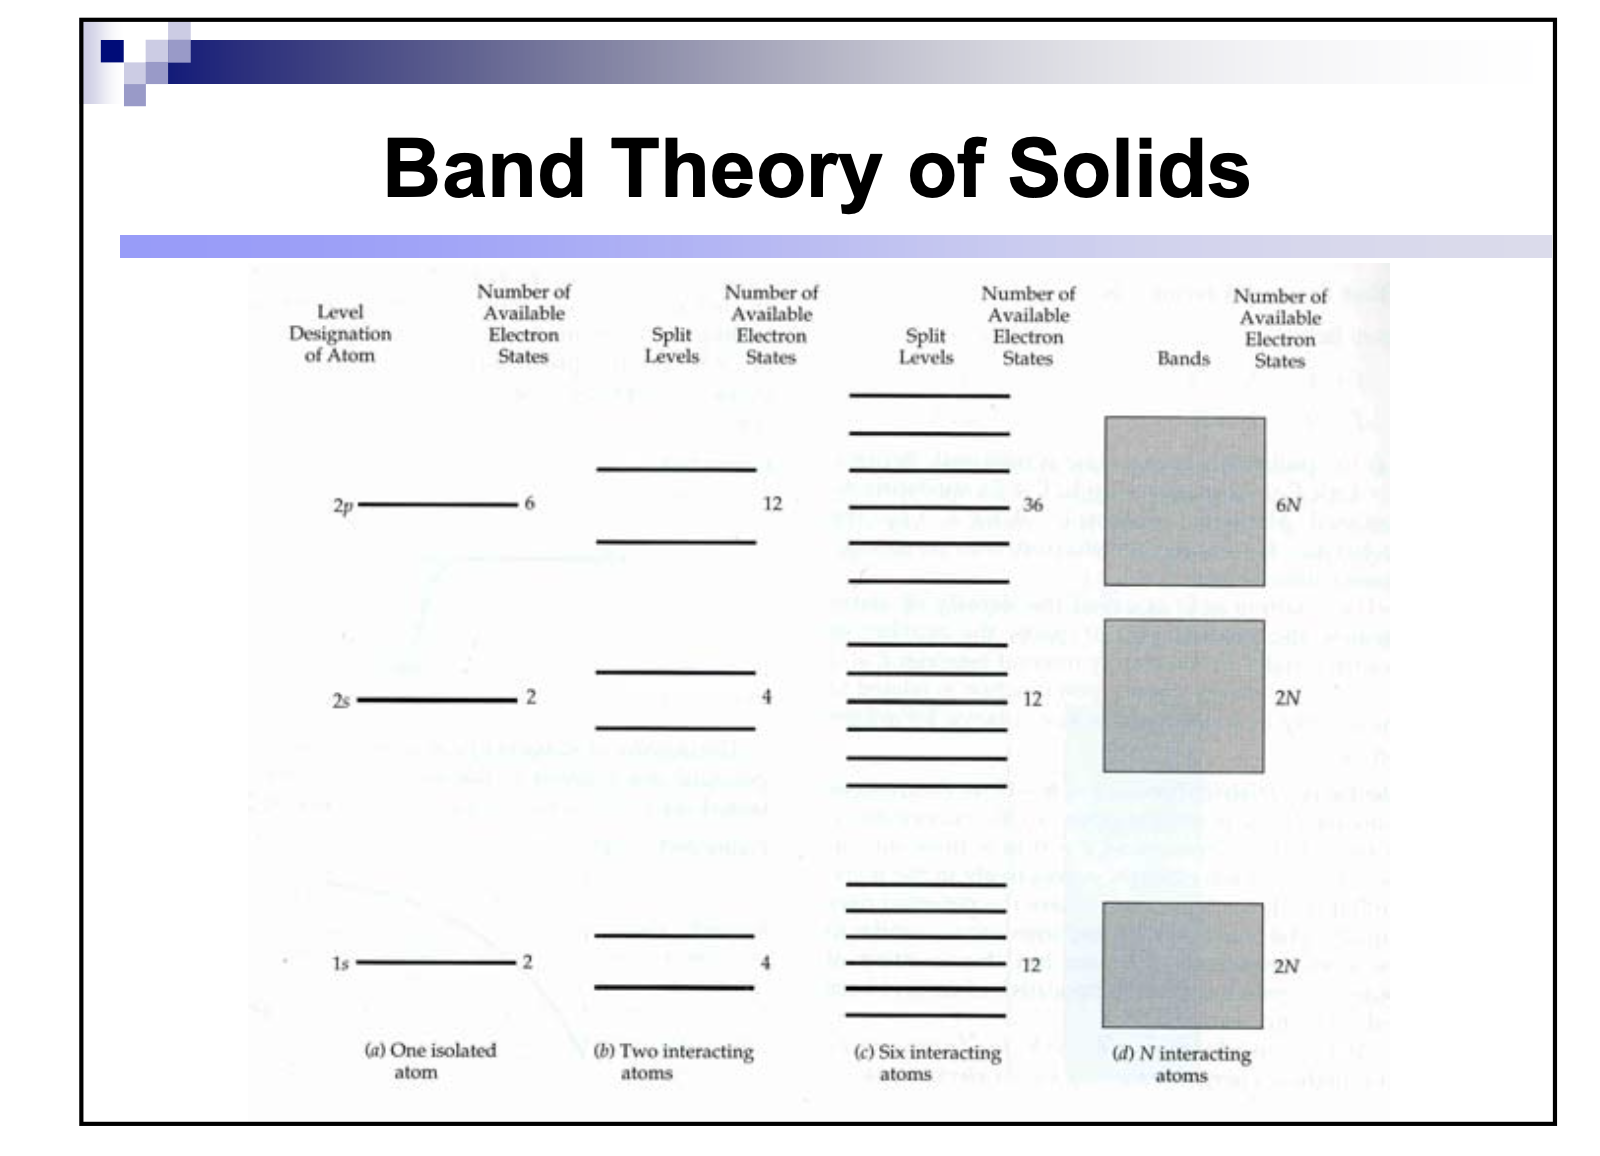 Band Theory of Solids
Level
Designation
of Atom
Number of
Available
Electron
States
Split
Levels
Number of
Available
Electron
States
Split
Levels
Number of
Available
Electron
States
Bands
Number of
Available
Electron
States
2p 6 12 36 6N
2s 2 4 12 2N
1s 2 4 12 2N
(a) One isolated
atom
(b) Two interacting
atoms
(c) Six interacting
atoms
(d) N interacting
atoms